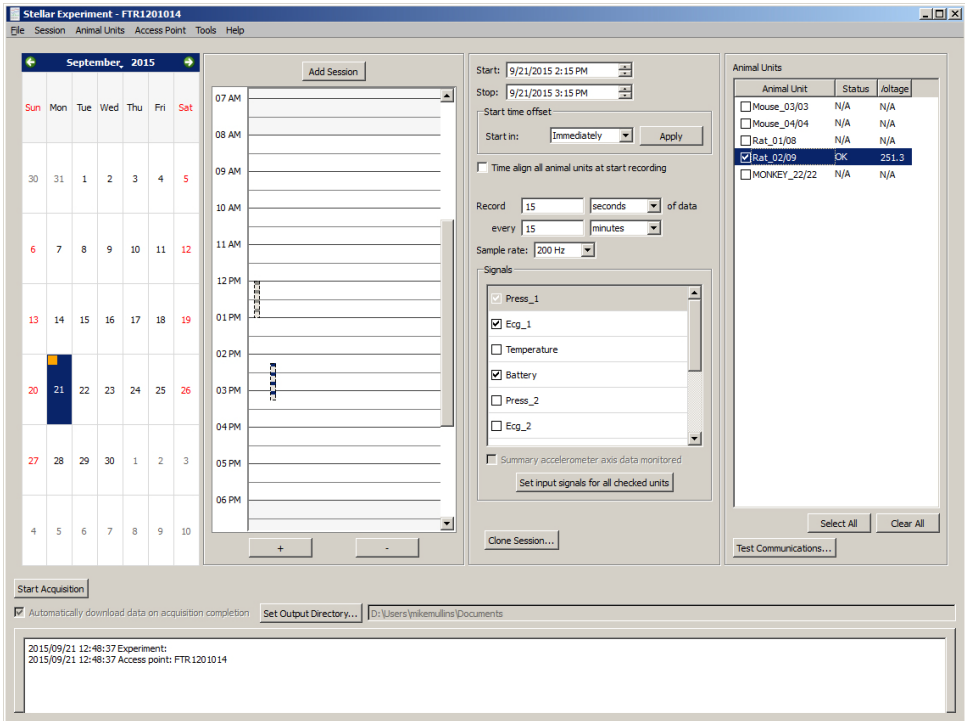 Stellar Experiment - FTR1201014
File Session Animal Units Access Point Tools Help
September, 2015
Sun Mon Tue Wed Thu Fri Sat
30 31 1 2 3 4 5
6 7 8 9 10 11 12
13 14 15 16 17 18 19
20 21 22 23 24 25 26
27 28 29 30 1 2 3
4 5 6 7 8 9 10
Add Session
07 AM
08 AM
09 AM
10 AM
11 AM
12 PM
01 PM
02 PM
03 PM
04 PM
05 PM
06 PM
+ -
Start: 9/21/2015 2:15 PM
Stop: 9/21/2015 3:15 PM
Start time offset
Start in: Immediately Apply
Time align all animal units at start recording
Record 15 seconds of data
every 15 minutes
Sample rate: 200 Hz
Signals
Press_1
Ecg_1
Temperature
Battery
Press_2
Ecg_2
Summary accelerometer axis data monitored
Set input signals for all checked units
Clone Session...
Animal Units
Animal Unit Status /oltage
Mouse_03/03 N/A N/A
Mouse_04/04 N/A N/A
Rat_01/08 N/A N/A
Rat_02/09 OK 251.3
MONKEY_22/22 N/A N/A
Select All Clear All
Test Communications...
Start Acquisition
Automatically download data on acquisition completion Set Output Directory... D:\Users\mikemullins\Documents
2015/09/21 12:48:37 Experiment:
2015/09/21 12:48:37 Access point: FTR1201014